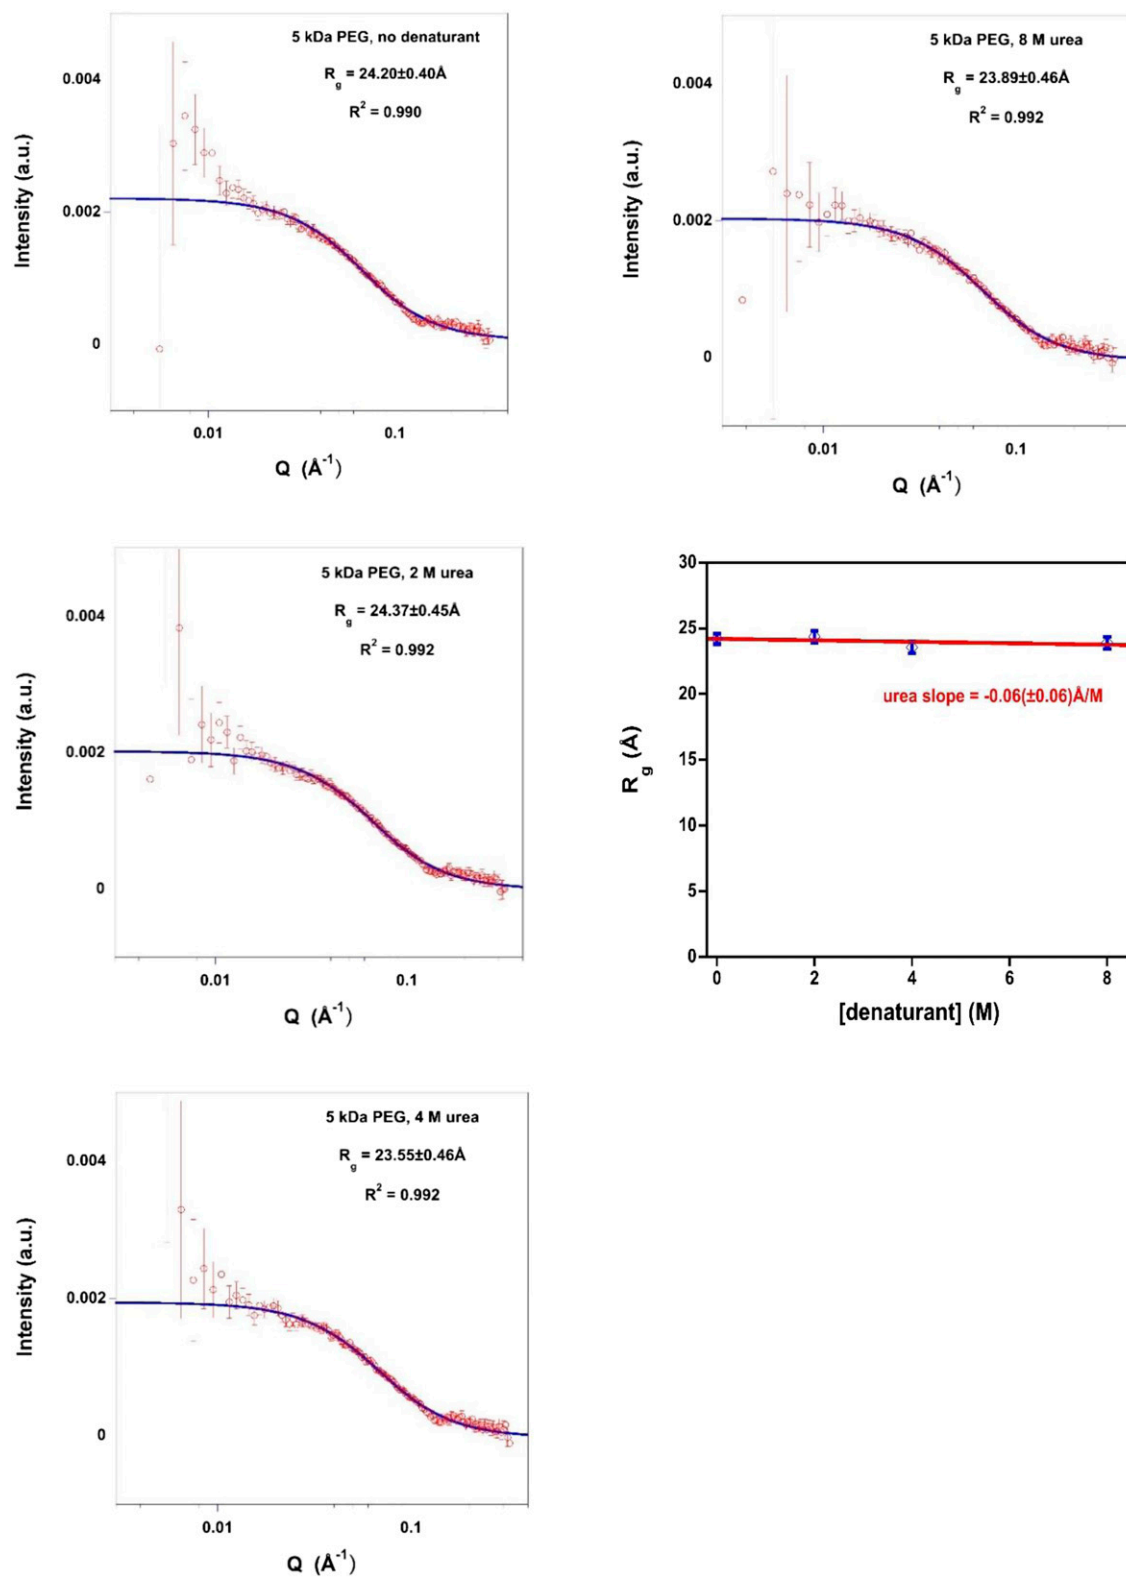 5 kDa PEG, no denaturant
Rg = 24.20±0.40Å
R² = 0.990
0.004
0.002
0
Intensity (a.u.)
0.01 0.1
Q (Å⁻¹)
5 kDa PEG, 8 M urea
Rg = 23.89±0.46Å
R² = 0.992
0.004
0.002
0
Intensity (a.u.)
0.01 0.1
Q (Å⁻¹)
5 kDa PEG, 2 M urea
Rg = 24.37±0.45Å
R² = 0.992
0.004
0.002
0
Intensity (a.u.)
0.01 0.1
Q (Å⁻¹)
30
25
20
15
10
5
0
Rg (Å)
urea slope = -0.06(±0.06)Å/M
0 2 4 6 8
[denaturant] (M)
5 kDa PEG, 4 M urea
Rg = 23.55±0.46Å
R² = 0.992
0.004
0.002
0
Intensity (a.u.)
0.01 0.1
Q (Å⁻¹)